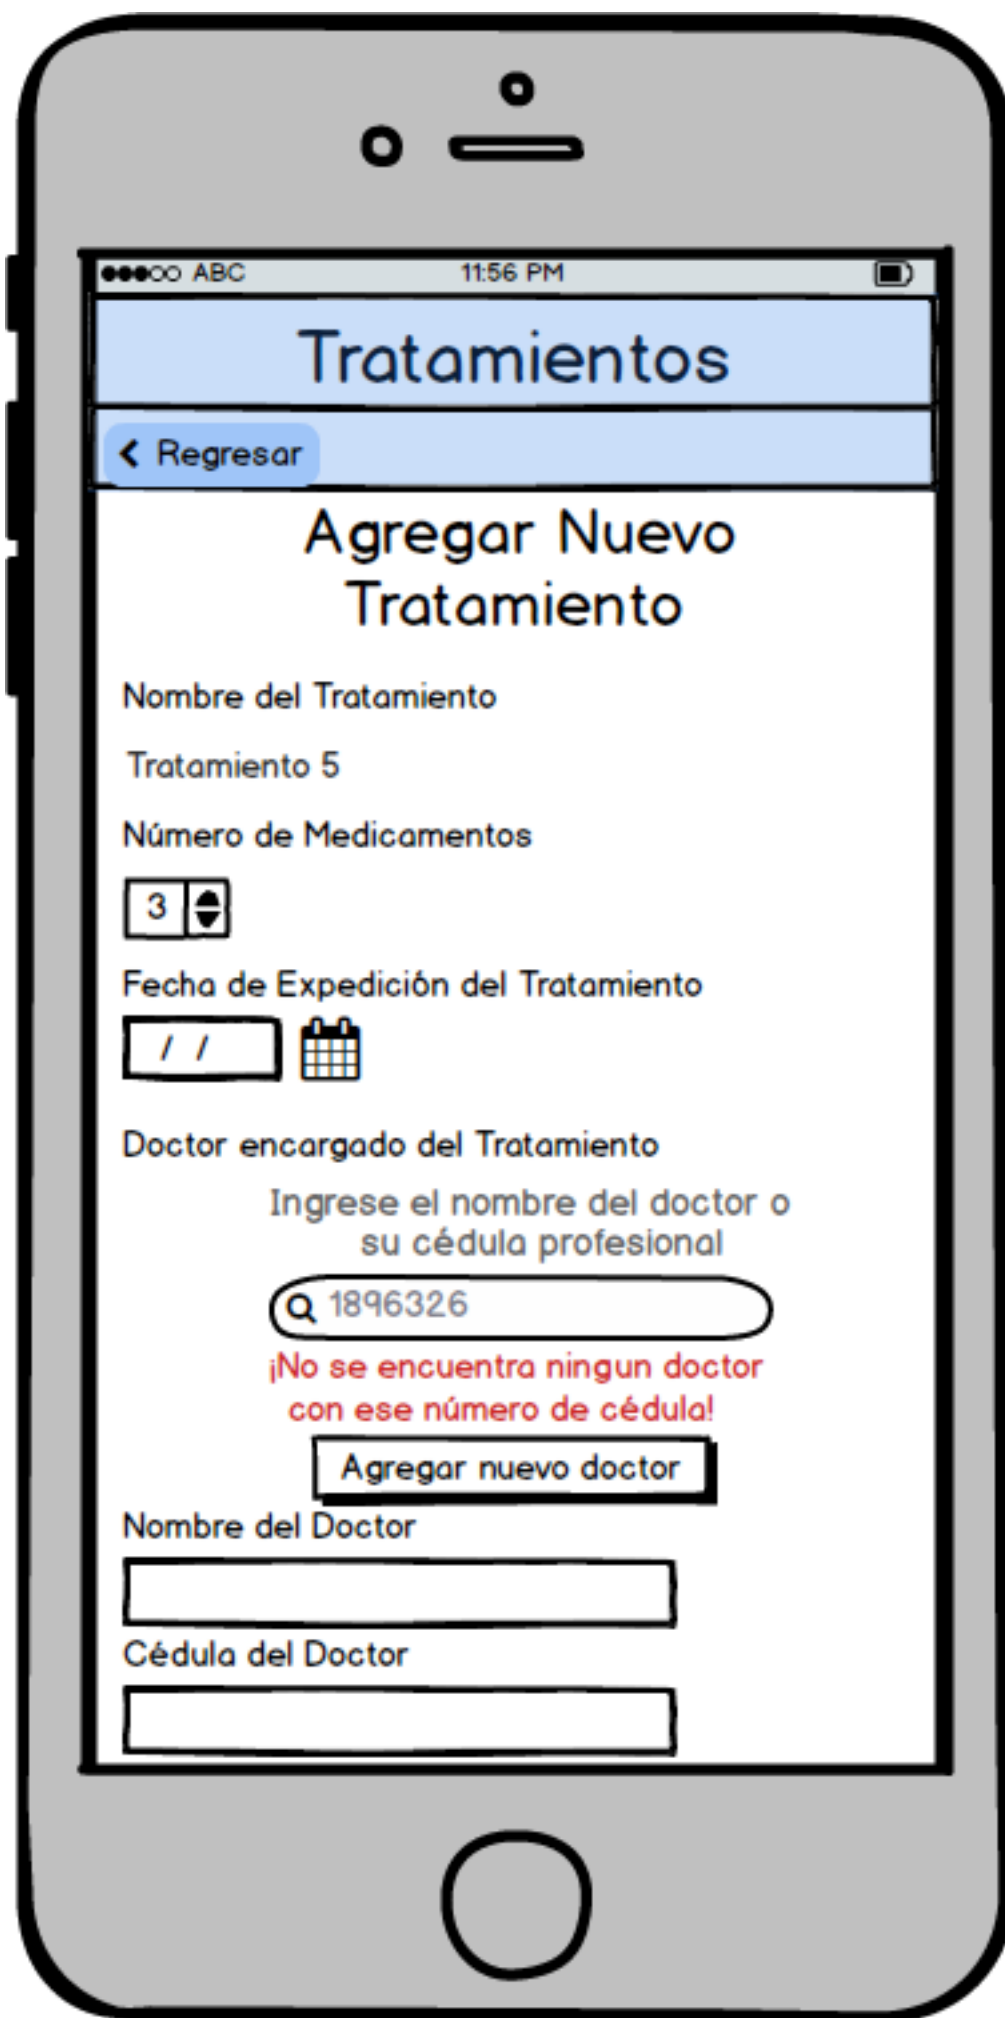 ABC 11:56 PM
Tratamientos
Regresar
Agregar Nuevo
Tratamiento
Nombre del Tratamiento
Tratamiento 5
Número de Medicamentos
3
Fecha de Expedición del Tratamiento
/ /
Doctor encargado del Tratamiento
Ingrese el nombre del doctor o
su cédula profesional
1896326
¡No se encuentra ningun doctor
con ese número de cédula!
Agregar nuevo doctor
Nombre del Doctor
Cédula del Doctor